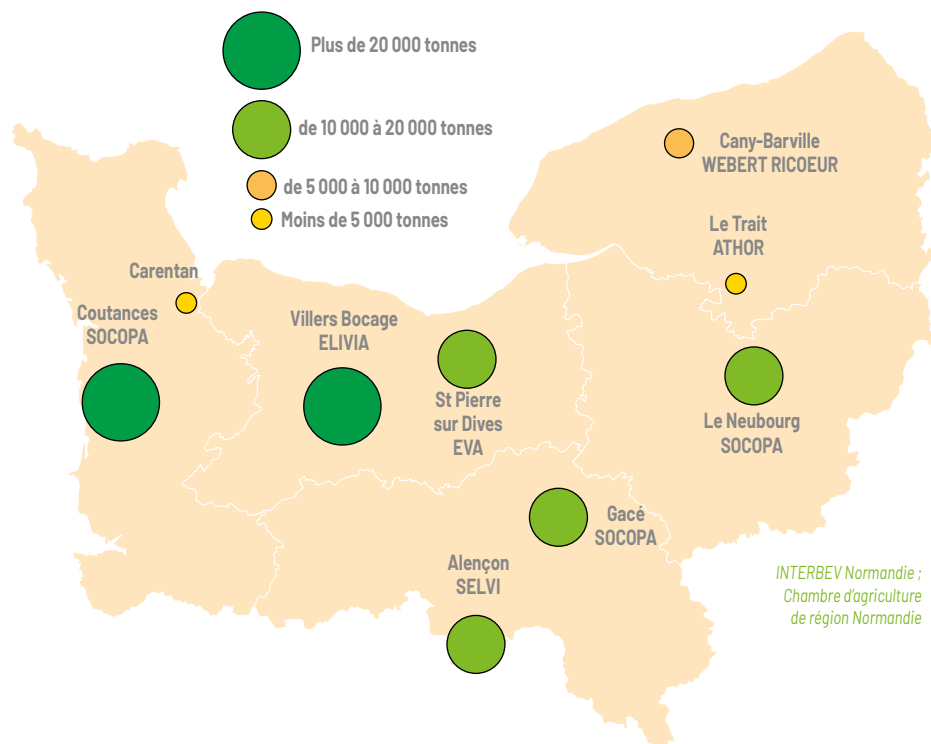 Plus de 20 000 tonnes
de 10 000 à 20 000 tonnes
de 5 000 à 10 000 tonnes
Moins de 5 000 tonnes
Cany-Barville
WEBERT RICOEUR
Le Trait
ATHOR
Carentan
Coutances
SOCOPA
Villers Bocage
ELIVIA
St Pierre
sur Dives
EVA
Le Neubourg
SOCOPA
Gacé
SOCOPA
Alençon
SELVI
INTERBEV Normandie ;
Chambre d'agriculture
de région Normandie